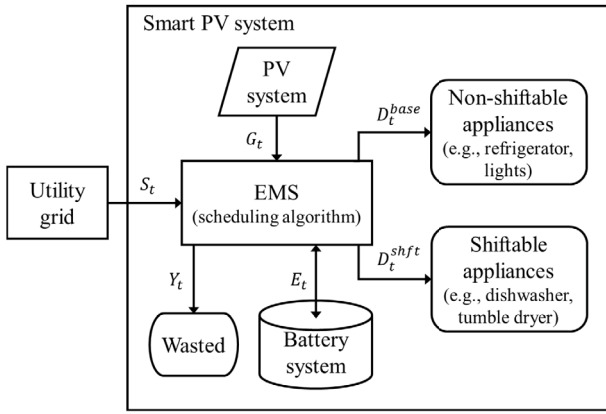 Smart PV system
PV
system
G_t
D_t^{base}
Non-shiftable
appliances
(e.g., refrigerator,
lights)
Utility
grid
S_t
EMS
(scheduling algorithm)
D_t^{shft}
Shiftable
appliances
(e.g., dishwasher,
tumble dryer)
Y_t
E_t
Wasted
Battery
system